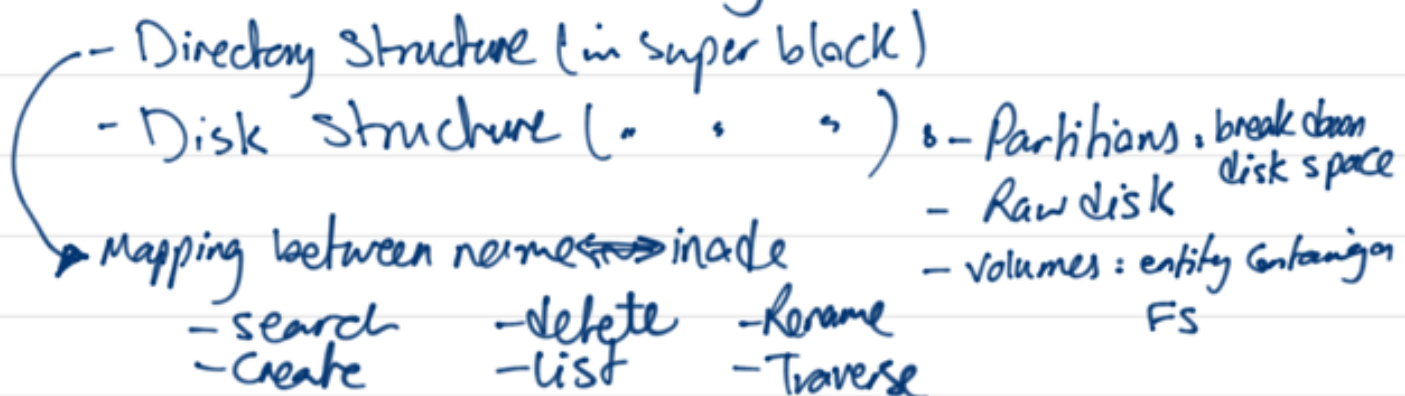 - Directory Structure (in super block)
- Disk Structure (" " ") : - Partitions : break down disk space
- Raw disk
Mapping between name ⟷ inode
- Volumes : entity containing FS
- search - delete - Rename
- Create - List - Traverse